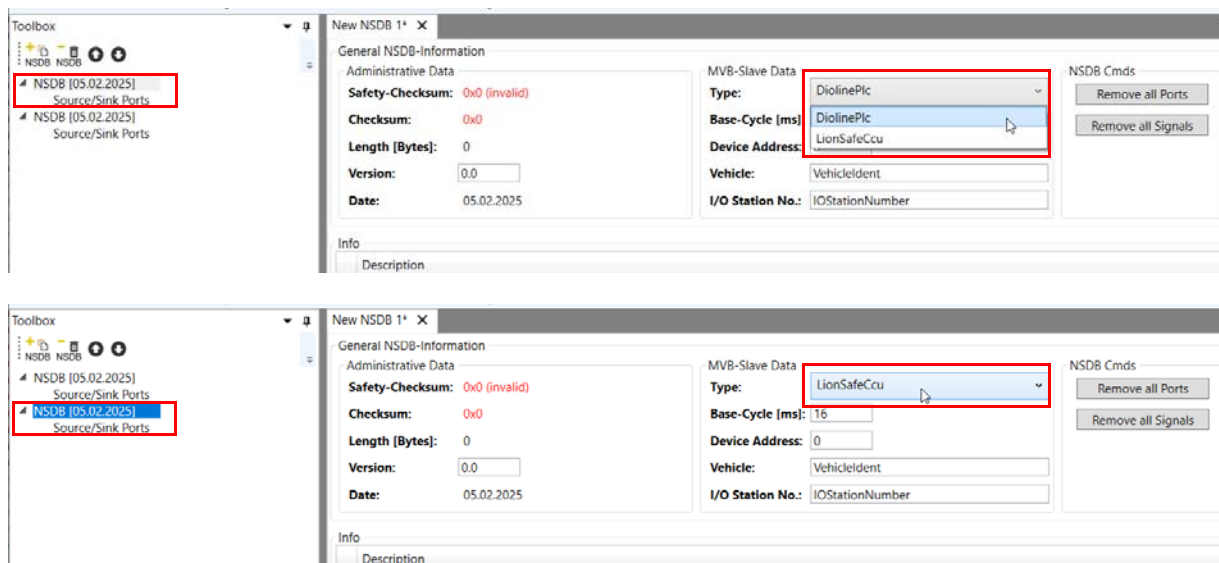 Toolbox
NSDB NSDB
NSDB [05.02.2025]
Source/Sink Ports
NSDB [05.02.2025]
Source/Sink Ports
New NSDB 1*
General NSDB-Information
Administrative Data
Safety-Checksum: 0x0 (invalid)
Checksum: 0x0
Length [Bytes]: 0
Version: 0.0
Date: 05.02.2025
MVB-Slave Data
Type: DiolinePlc
DiolinePlc
LionSafeCcu
Base-Cycle [ms]
Device Address:
Vehicle: VehicleIdent
I/O Station No.: IOStationNumber
NSDB Cmds
Remove all Ports
Remove all Signals
Info
Description
Toolbox
NSDB NSDB
NSDB [05.02.2025]
Source/Sink Ports
NSDB [05.02.2025]
Source/Sink Ports
New NSDB 1*
General NSDB-Information
Administrative Data
Safety-Checksum: 0x0 (invalid)
Checksum: 0x0
Length [Bytes]: 0
Version: 0.0
Date: 05.02.2025
MVB-Slave Data
Type: LionSafeCcu
Base-Cycle [ms]: 16
Device Address: 0
Vehicle: VehicleIdent
I/O Station No.: IOStationNumber
NSDB Cmds
Remove all Ports
Remove all Signals
Info
Description